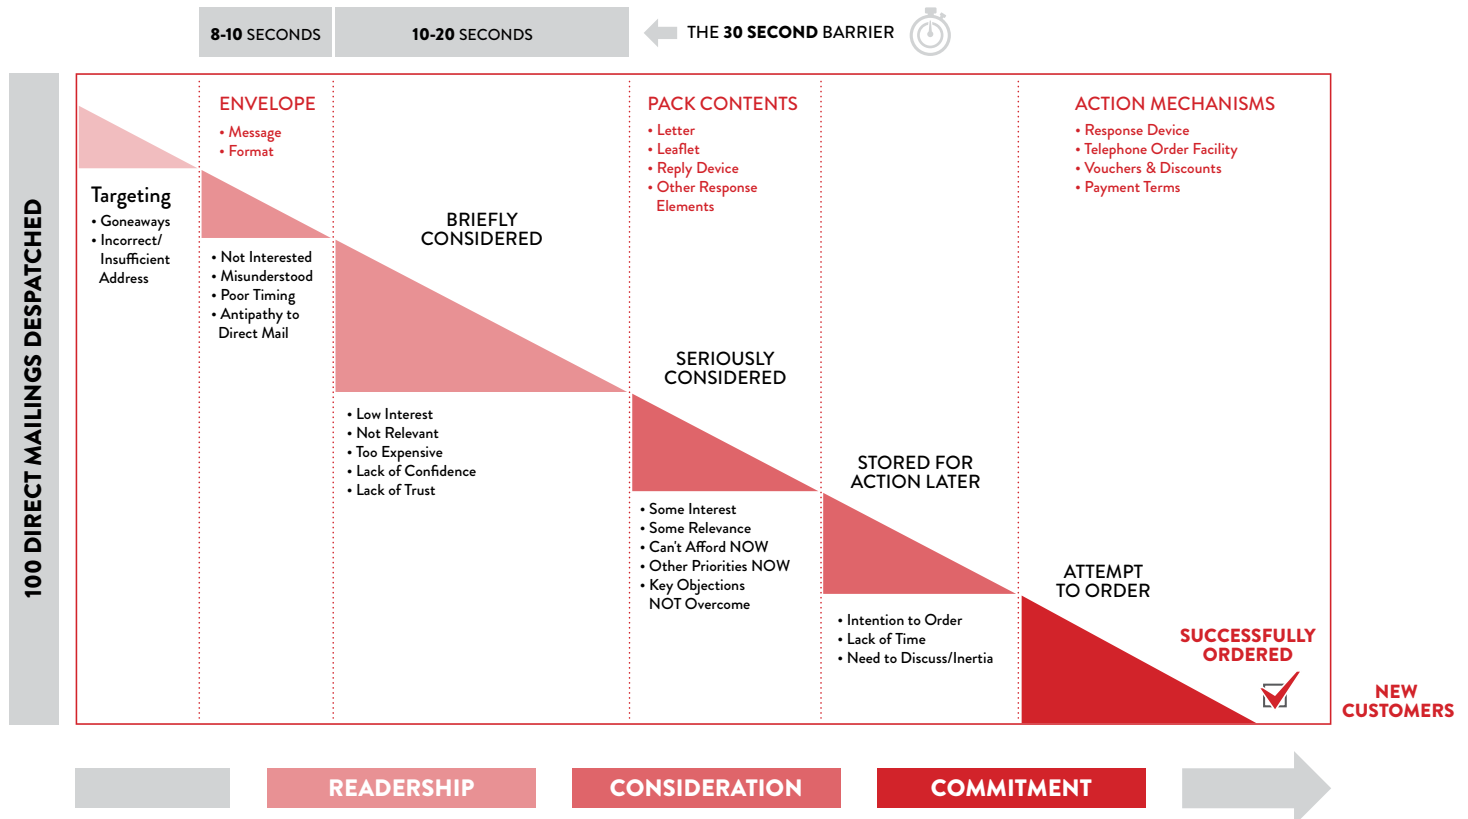 8-10 SECONDS
10-20 SECONDS
THE 30 SECOND BARRIER
100 DIRECT MAILINGS DESPATCHED
Targeting
• Goneaways
• Incorrect/
Insufficient
Address
ENVELOPE
• Message
• Format
• Not Interested
• Misunderstood
• Poor Timing
• Antipathy to
Direct Mail
BRIEFLY
CONSIDERED
• Low Interest
• Not Relevant
• Too Expensive
• Lack of Confidence
• Lack of Trust
PACK CONTENTS
• Letter
• Leaflet
• Reply Device
• Other Response
Elements
SERIOUSLY
CONSIDERED
• Some Interest
• Some Relevance
• Can't Afford NOW
• Other Priorities NOW
• Key Objections
NOT Overcome
STORED FOR
ACTION LATER
• Intention to Order
• Lack of Time
• Need to Discuss/Inertia
ACTION MECHANISMS
• Response Device
• Telephone Order Facility
• Vouchers & Discounts
• Payment Terms
ATTEMPT
TO ORDER
SUCCESSFULLY
ORDERED
NEW
CUSTOMERS
READERSHIP
CONSIDERATION
COMMITMENT